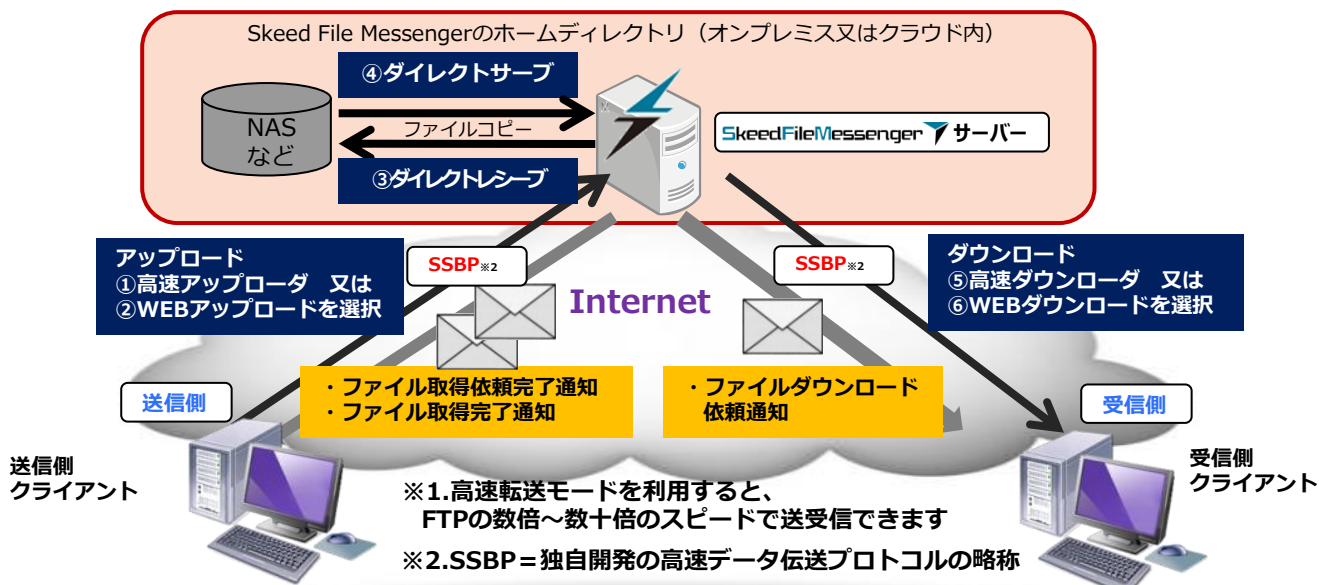 Skeed File Messengerのホームディレクトリ（オンプレミス又はクラウド内）
④ダイレクトサーブ
NAS
など
ファイルコピー
③ダイレクトレシーブ
SkeedFileMessenger サーバー
アップロード
①高速アップローダ　又は
②WEBアップロードを選択
SSBP※2
SSBP※2
ダウンロード
⑤高速ダウンローダ　又は
⑥WEBダウンロードを選択
Internet
・ファイル取得依頼完了通知
・ファイル取得完了通知
・ファイルダウンロード
依頼通知
送信側
受信側
送信側
クライアント
受信側
クライアント
※1.高速転送モードを利用すると、
FTPの数倍～数十倍のスピードで送受信できます
※2.SSBP＝独自開発の高速データ伝送プロトコルの略称